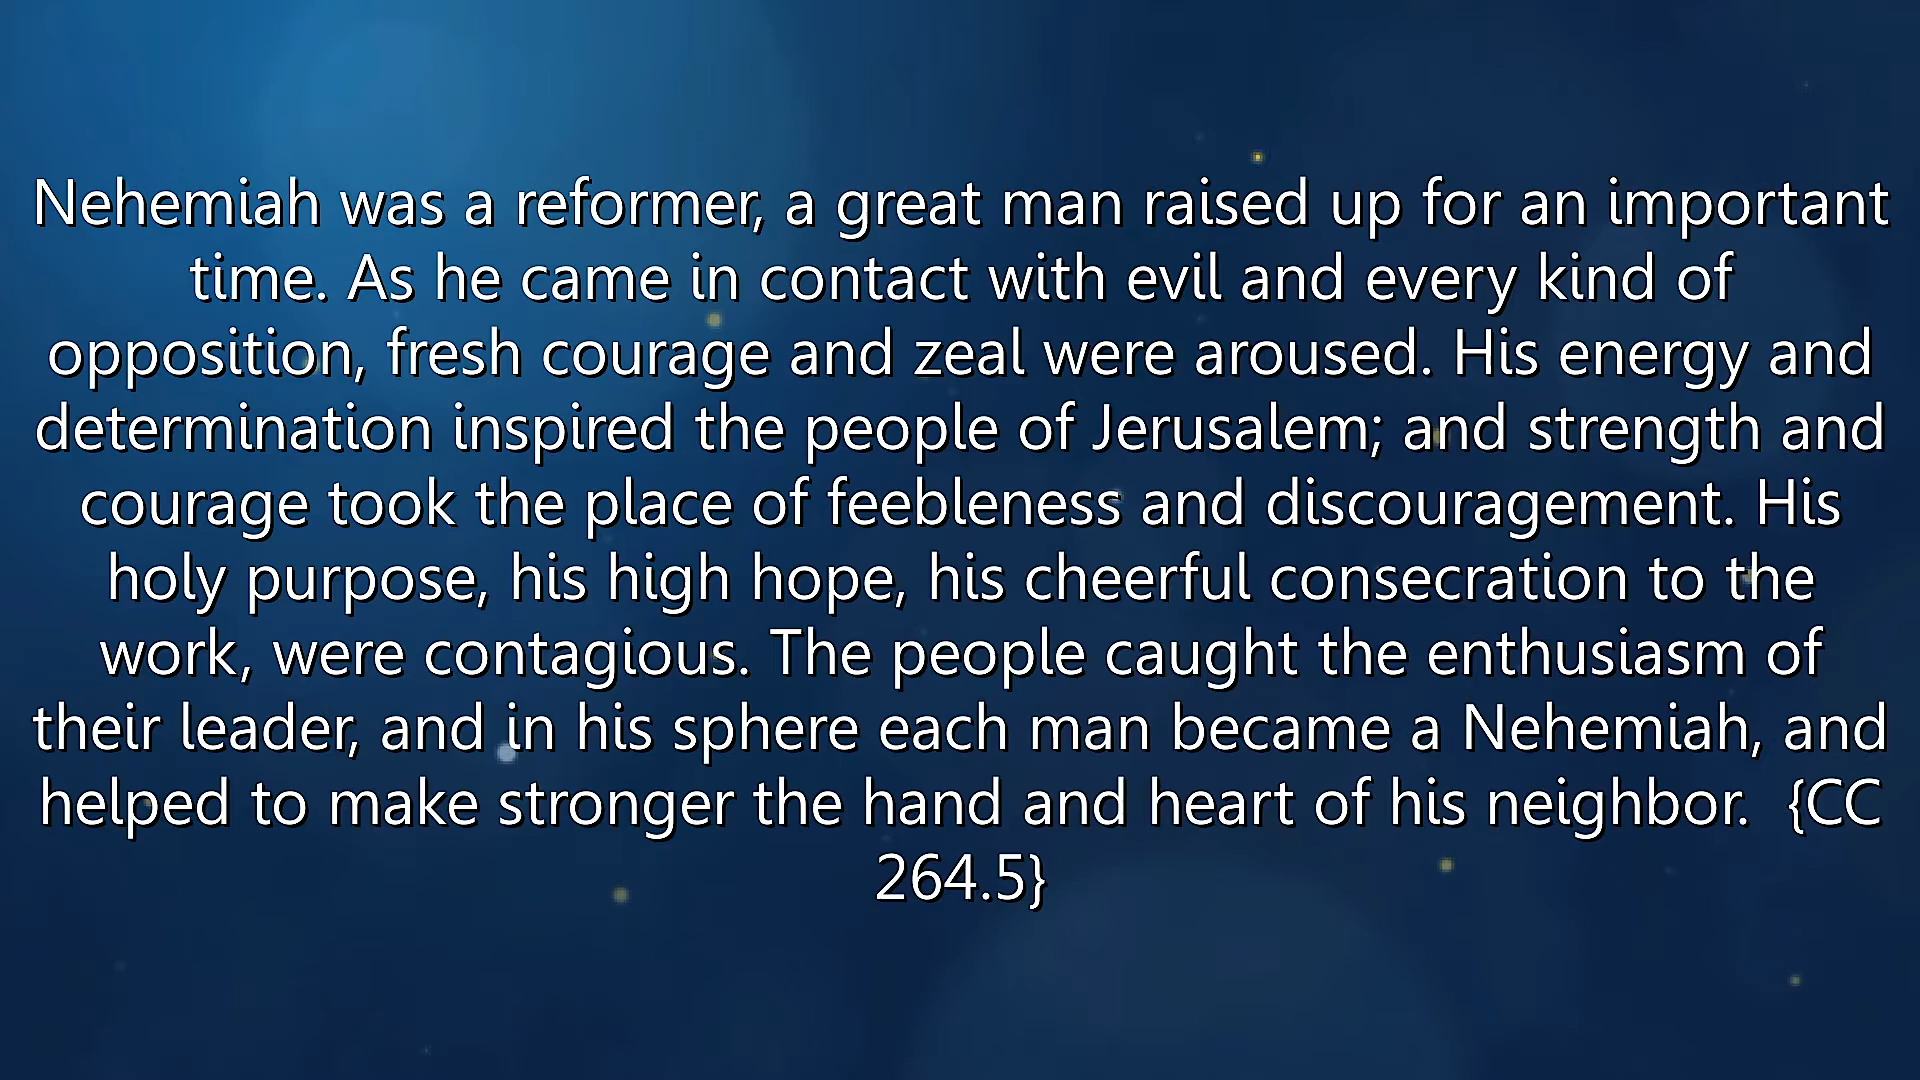 Nehemiah was a reformer, a great man raised up for an important
time. As he came in contact with evil and every kind of
opposition, fresh courage and zeal were aroused. His energy and
determination inspired the people of Jerusalem; and strength and
courage took the place of feebleness and discouragement. His
holy purpose, his high hope, his cheerful consecration to the
work, were contagious. The people caught the enthusiasm of
their leader, and in his sphere each man became a Nehemiah, and
helped to make stronger the hand and heart of his neighbor.  {CC
264.5}